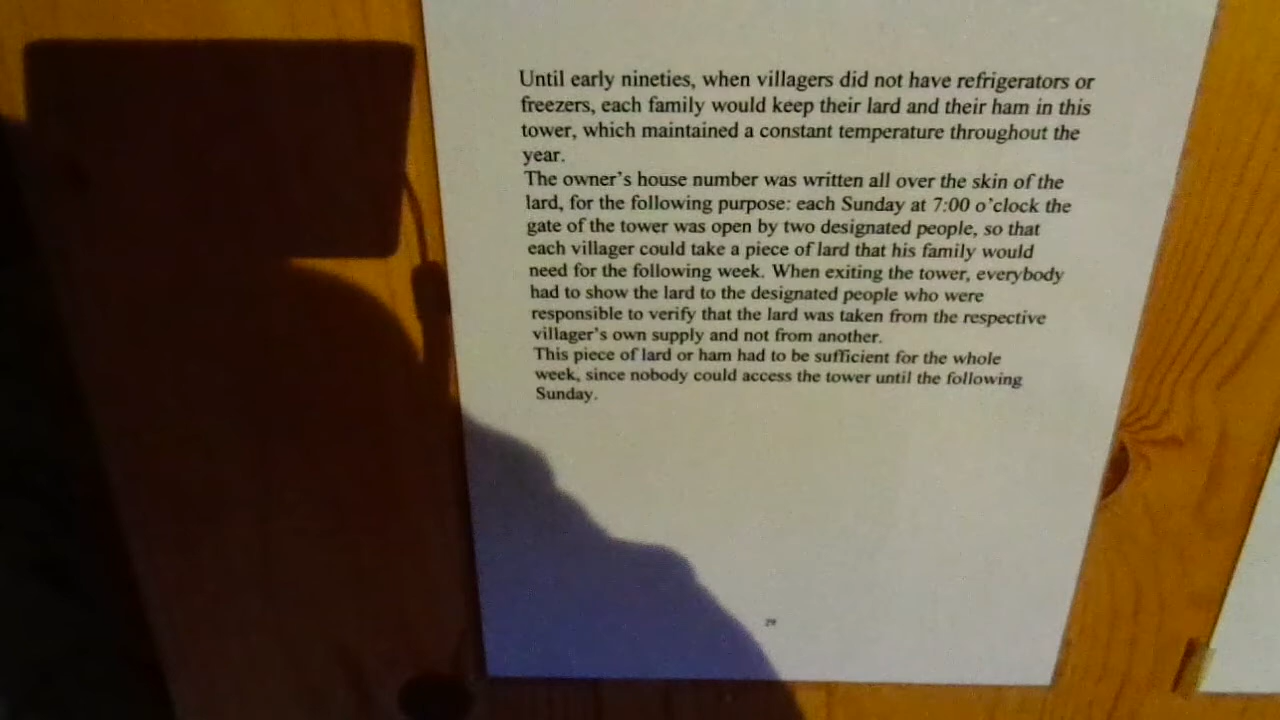 Until early nineties, when villagers did not have refrigerators or
freezers, each family would keep their lard and their ham in this
tower, which maintained a constant temperature throughout the
year.
The owner's house number was written all over the skin of the
lard, for the following purpose: each Sunday at 7:00 o'clock the
gate of the tower was open by two designated people, so that
each villager could take a piece of lard that his family would
need for the following week. When exiting the tower, everybody
had to show the lard to the designated people who were
responsible to verify that the lard was taken from the respective
villager's own supply and not from another.
This piece of lard or ham had to be sufficient for the whole
week, since nobody could access the tower until the following
Sunday.